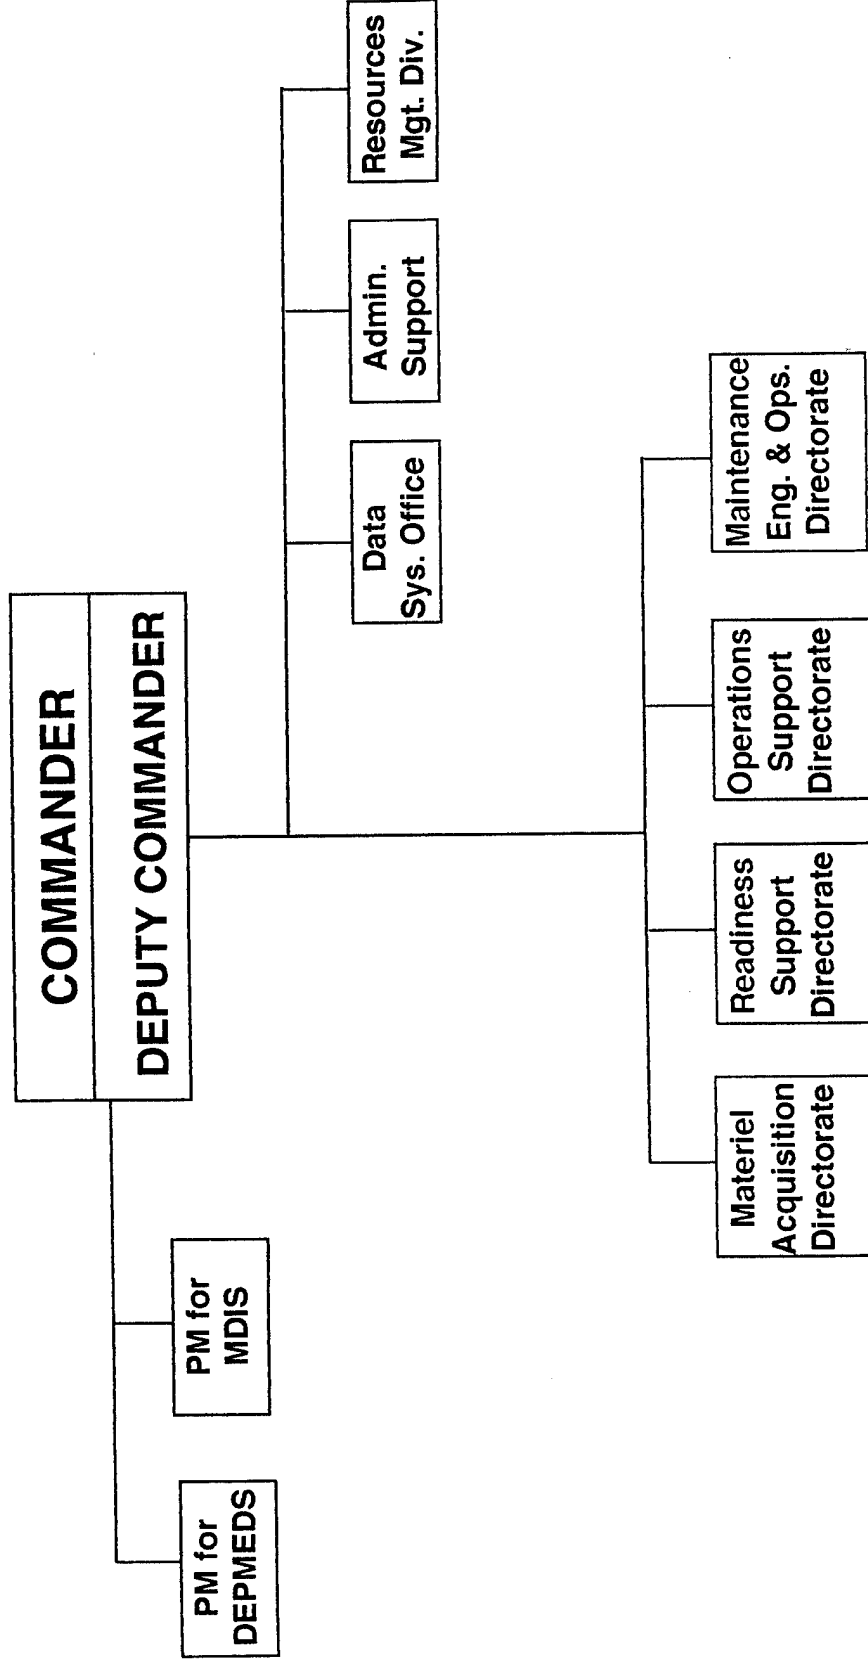 COMMANDER
DEPUTY COMMANDER
PM for
DEPMEDS
PM for
MDIS
Data
Sys. Office
Admin.
Support
Resources
Mgt. Div.
Materiel
Acquisition
Directorate
Readiness
Support
Directorate
Operations
Support
Directorate
Maintenance
Eng. & Ops.
Directorate